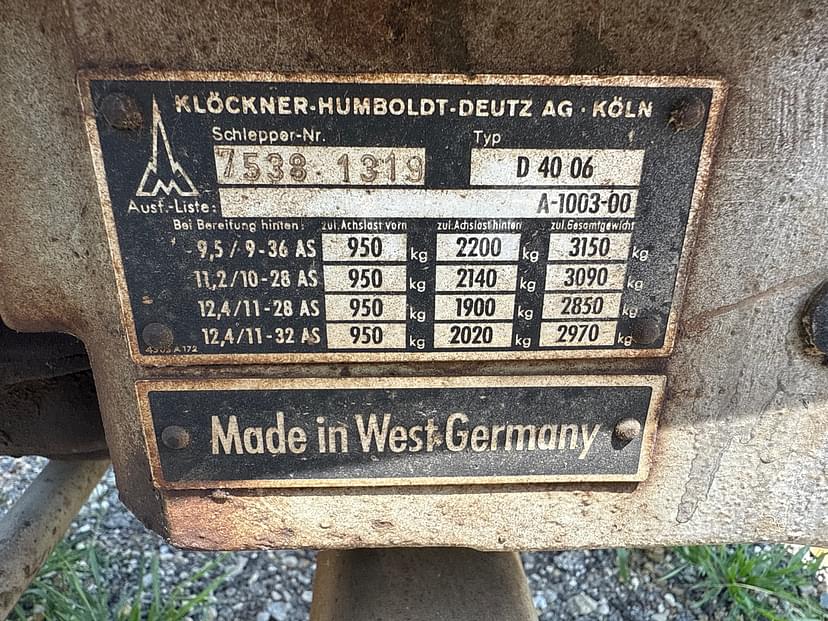 KLÖCKNER-HUMBOLDT-DEUTZ AG · KÖLN
Schlepper-Nr. Typ
7538·1319 D 40 06
Ausf.-Liste: A-1003-00
Bei Bereifung hinten: zul.Achslast vorn zul.Achslast hinten zul.Gesamtgewicht
9,5/9-36 AS 950 kg 2200 kg 3150 kg
11,2/10-28 AS 950 kg 2140 kg 3090 kg
12,4/11-28 AS 950 kg 1900 kg 2850 kg
12,4/11-32 AS 950 kg 2020 kg 2970 kg
Made in West-Germany